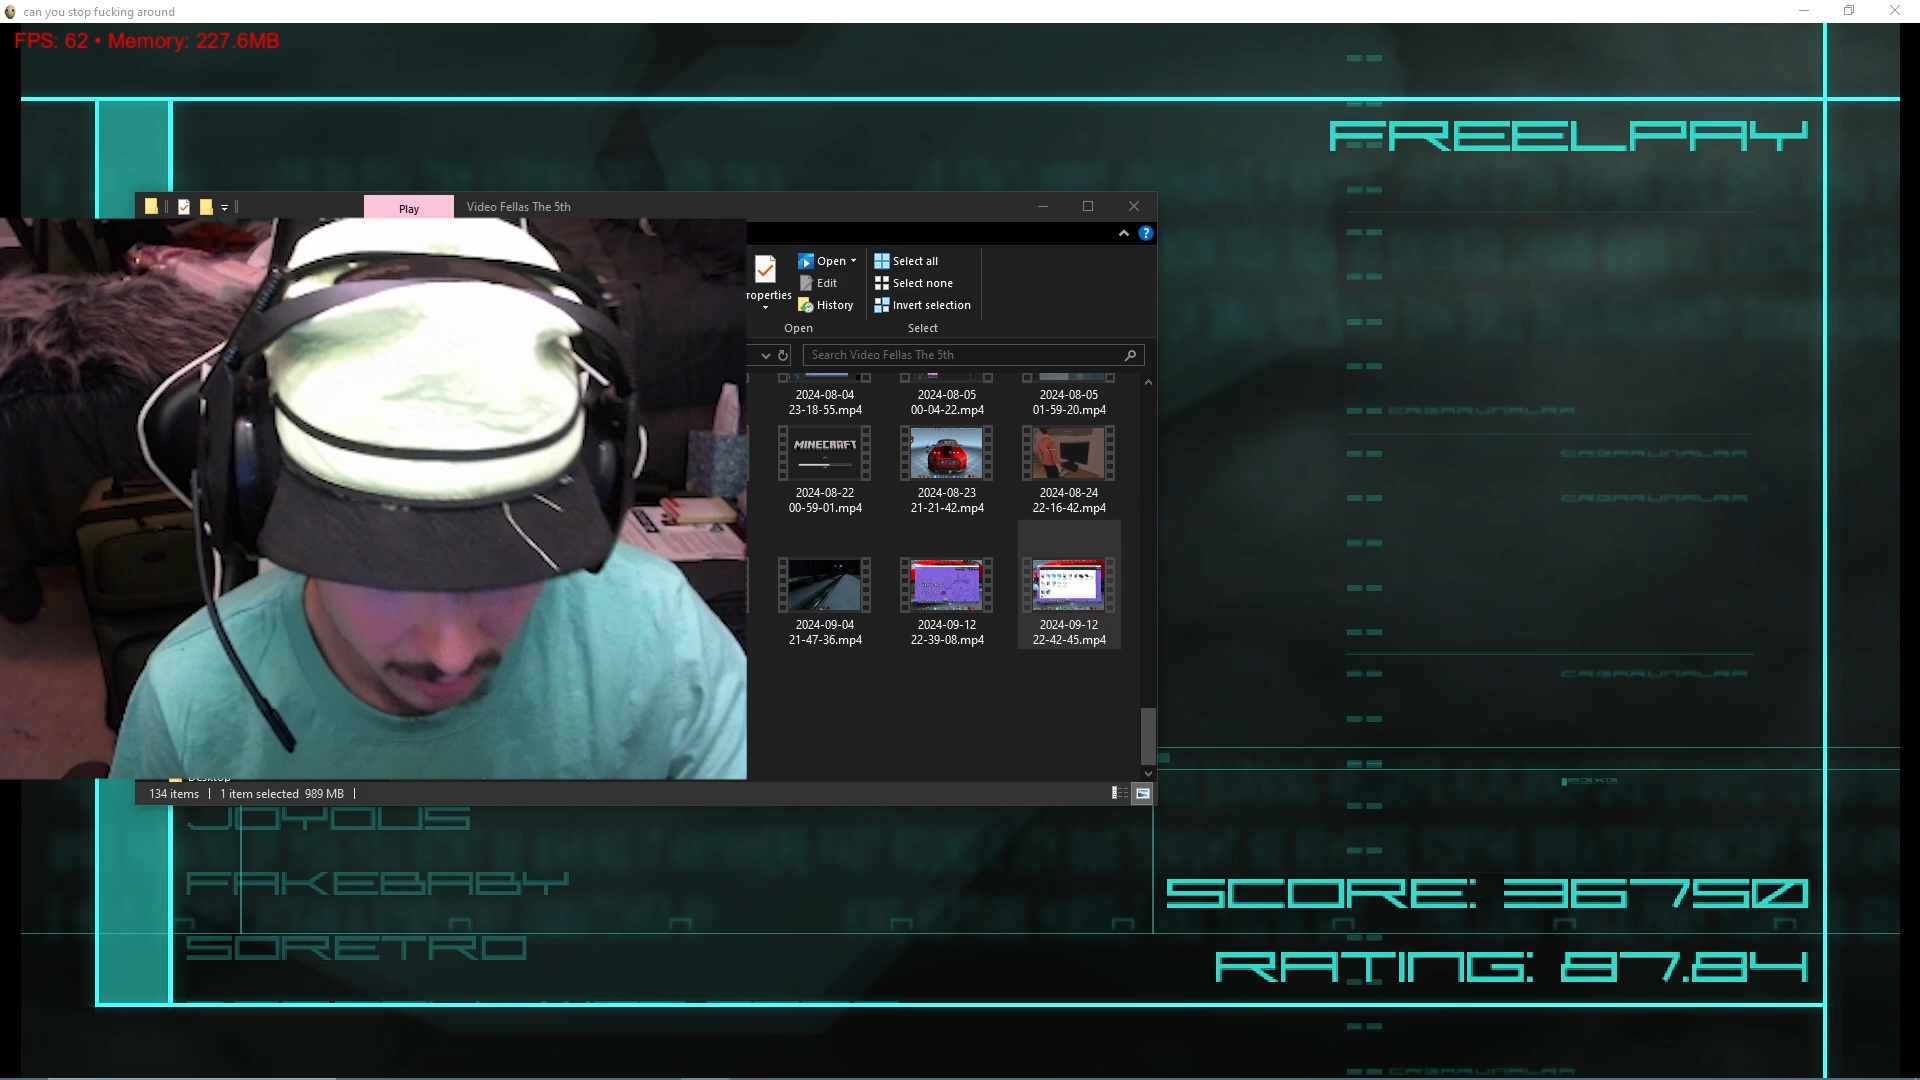 can you stop fucking around
FPS: 62 • Memory: 227.6MB
FREELPAY
Play
Video Fellas The 5th
Open
Select all
roperties
Edit
Select none
History
Invert selection
Open
Select
Search Video Fellas The 5th
2024-08-04
23-18-55.mp4
2024-08-05
00-04-22.mp4
2024-08-05
01-59-20.mp4
MINECRAFT
2024-08-22
00-59-01.mp4
2024-08-23
21-21-42.mp4
2024-08-24
22-16-42.mp4
2024-09-04
21-47-36.mp4
2024-09-12
22-39-08.mp4
2024-09-12
22-42-45.mp4
Desktop
134 items
1 item selected 989 MB
JOYOUS
FAKEBABY
SORETRO
SCORE: 36750
RATING: 87.84